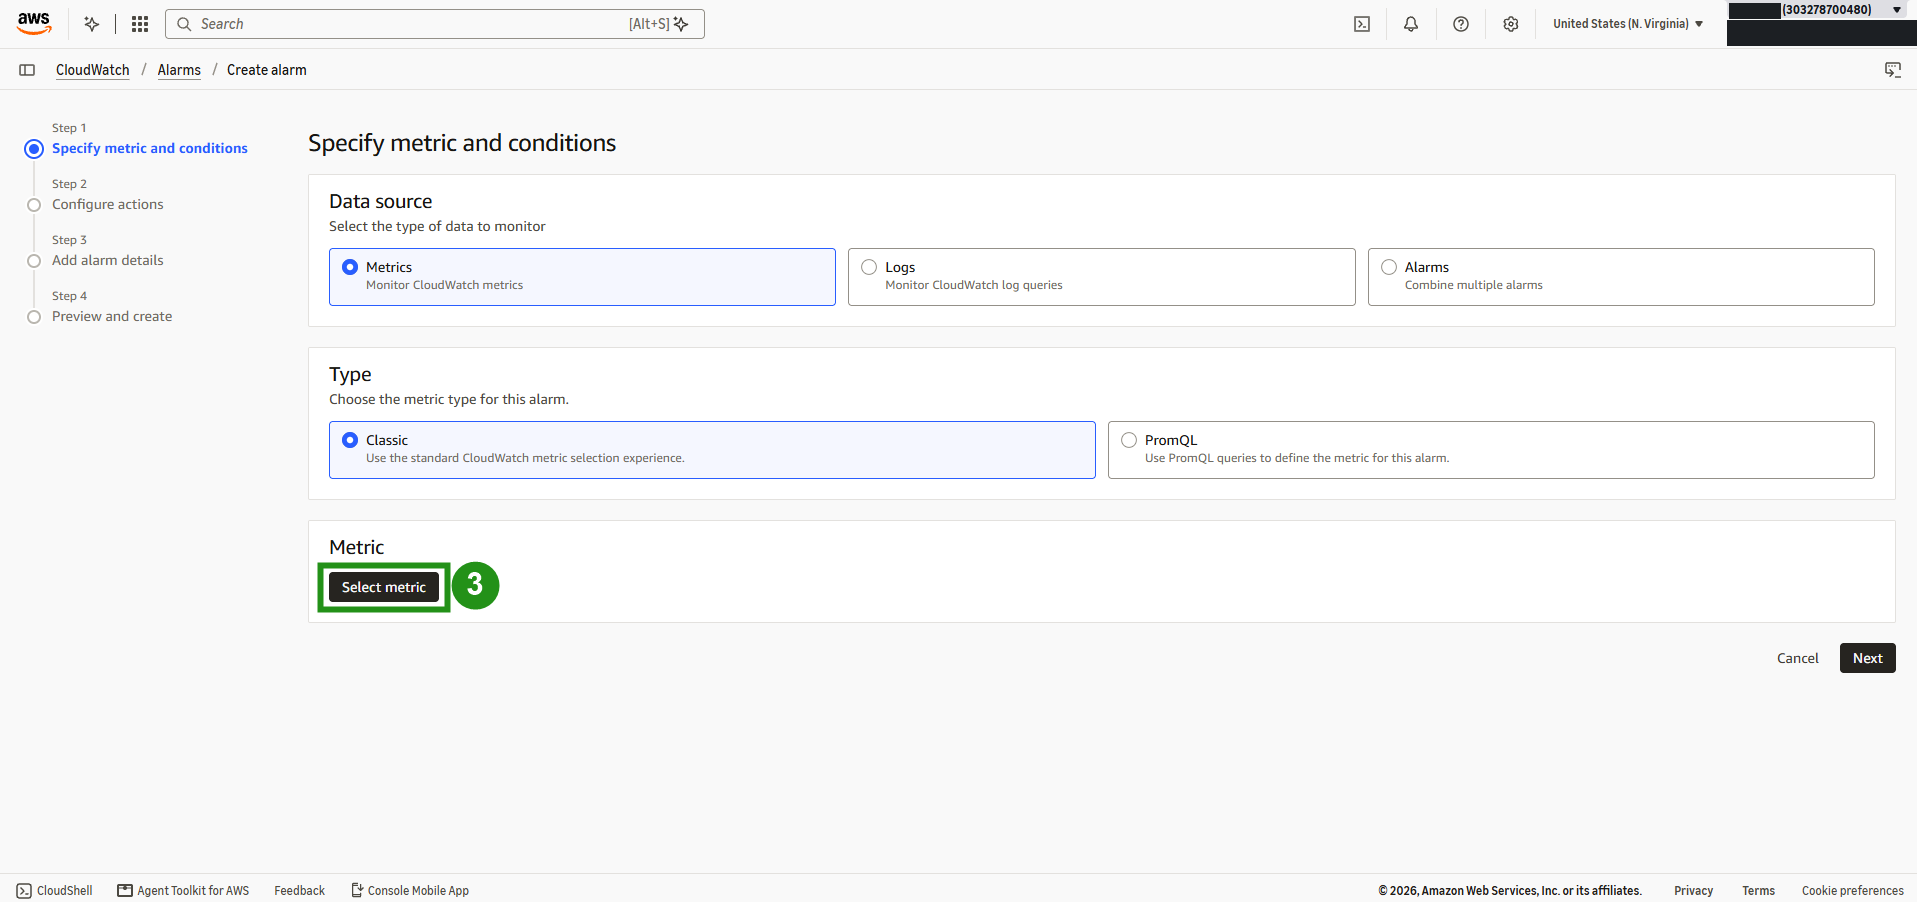 aws
Search [Alt+S]
United States (N. Virginia)
(303278700480)
CloudWatch / Alarms / Create alarm
Step 1
Specify metric and conditions
Step 2
Configure actions
Step 3
Add alarm details
Step 4
Preview and create
Specify metric and conditions
Data source
Select the type of data to monitor
Metrics
Monitor CloudWatch metrics
Logs
Monitor CloudWatch log queries
Alarms
Combine multiple alarms
Type
Choose the metric type for this alarm.
Classic
Use the standard CloudWatch metric selection experience.
PromQL
Use PromQL queries to define the metric for this alarm.
Metric
Select metric
3
Cancel
Next
CloudShell
Agent Toolkit for AWS
Feedback
Console Mobile App
© 2026, Amazon Web Services, Inc. or its affiliates.
Privacy
Terms
Cookie preferences